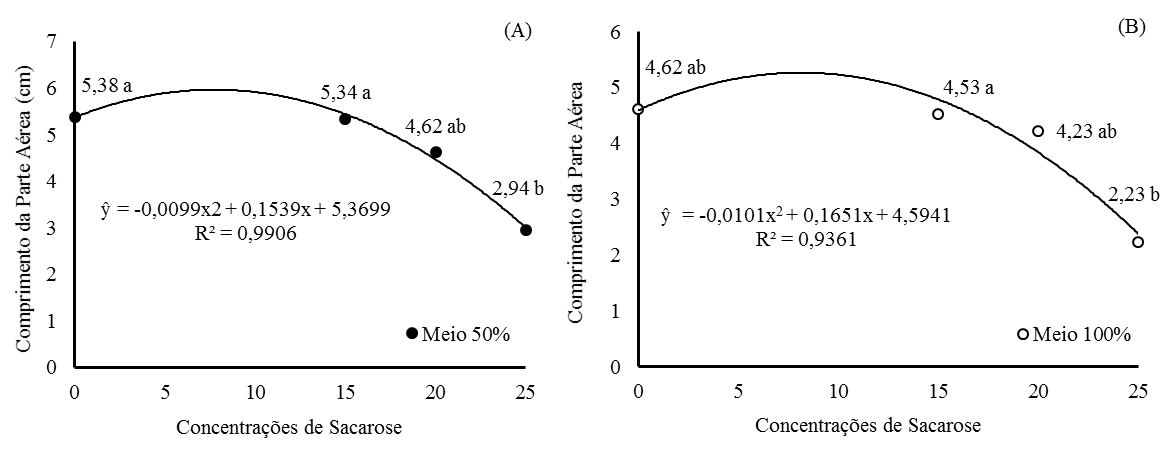 (A)
Comprimento da Parte Aérea (cm)
7
6
5
4
3
2
1
0
5,38 a
5,34 a
4,62 ab
2,94 b
ŷ = -0,0099x2 + 0,1539x + 5,3699
R² = 0,9906
Meio 50%
0 5 10 15 20 25
Concentrações de Sacarose
(B)
Comprimento da Parte Aérea
6
5
4
3
2
1
0
4,62 ab
4,53 a
4,23 ab
2,23 b
ŷ = -0,0101x² + 0,1651x + 4,5941
R² = 0,9361
Meio 100%
0 5 10 15 20 25
Concentrações de Sacarose